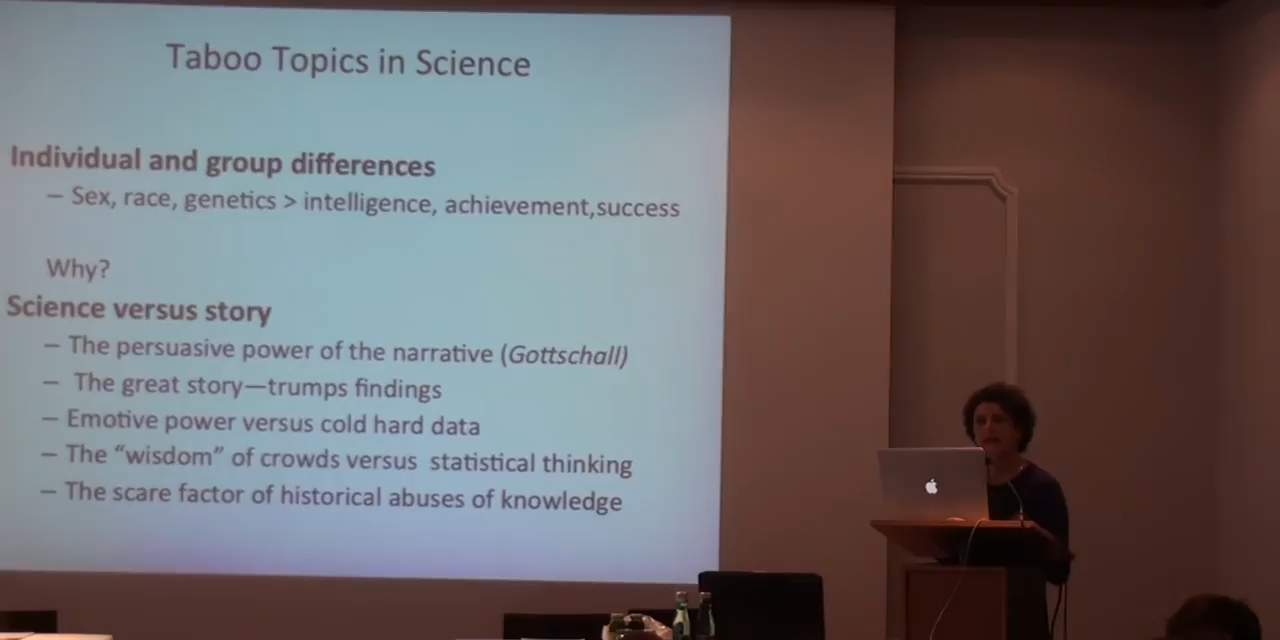 Taboo Topics in Science
Individual and group differences
– Sex, race, genetics > intelligence, achievement,success
Why?
Science versus story
– The persuasive power of the narrative (Gottschall)
– The great story—trumps findings
– Emotive power versus cold hard data
– The “wisdom” of crowds versus statistical thinking
– The scare factor of historical abuses of knowledge